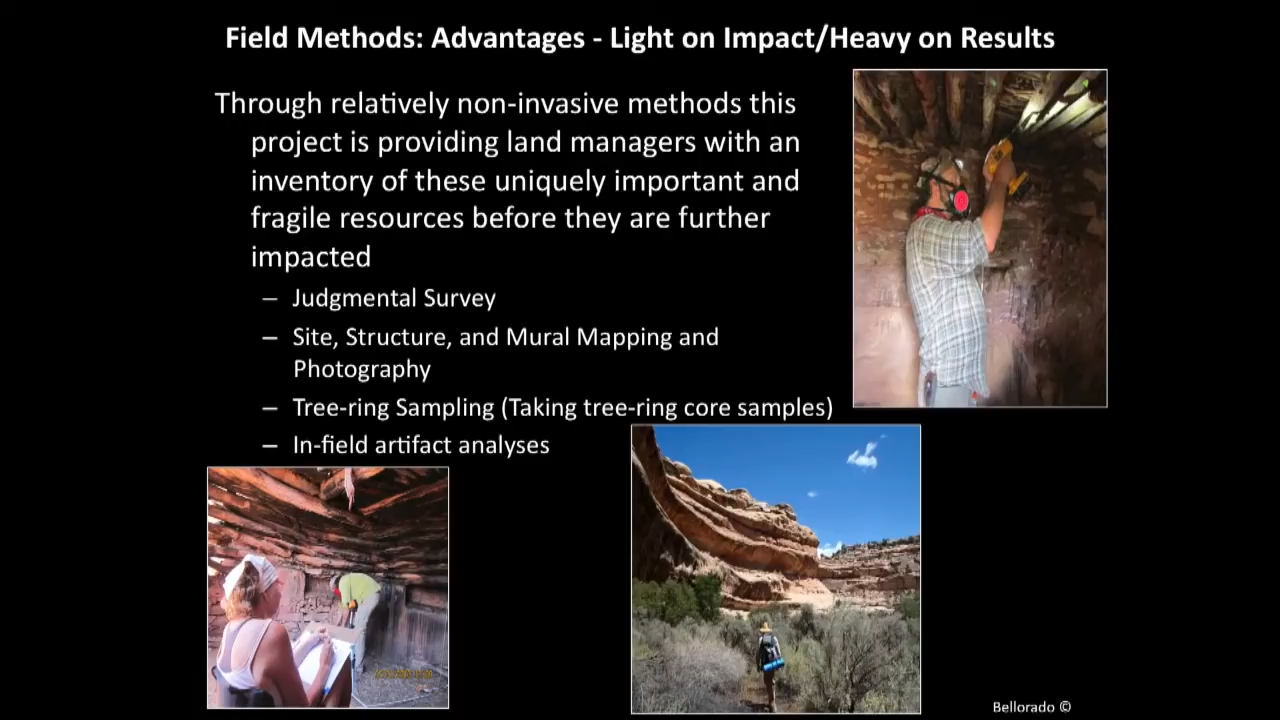 Field Methods: Advantages - Light on Impact/Heavy on Results
Through relatively non-invasive methods this
project is providing land managers with an
inventory of these uniquely important and
fragile resources before they are further
impacted
– Judgmental Survey
– Site, Structure, and Mural Mapping and
Photography
– Tree-ring Sampling (Taking tree-ring core samples)
– In-field artifact analyses
Bellorado ©